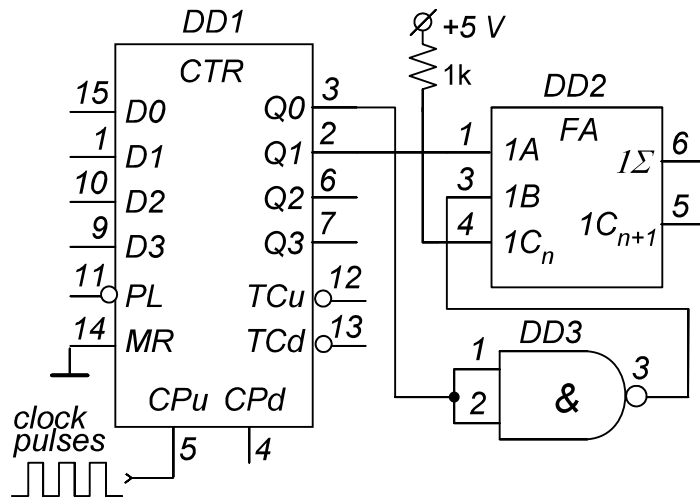 DD1
CTR
15 D0
1 D1
10 D2
9 D3
11 PL
14 MR
Q0 3
Q1 2
Q2 6
Q3 7
TCu 12
TCd 13
CPu CPd
5 4
clock
pulses
+5 V
1k
DD2
FA
1 1A
3 1B
4 1Cn
1Σ 6
1Cn+1 5
DD3
1
2
&
3